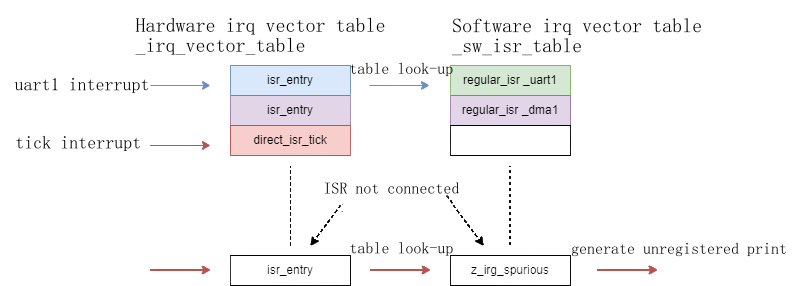 Hardware irq vector table
_irq_vector_table
Software irq vector table
_sw_isr_table
uart1 interrupt
isr_entry
table look-up
regular_isr _uart1
isr_entry
regular_isr _dma1
tick interrupt
direct_isr_tick
ISR not connected
isr_entry
table look-up
z_irg_spurious
generate unregistered print